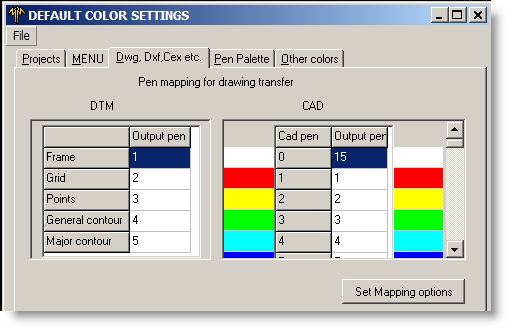 DEFAULT COLOR SETTINGS
File
Projects MENU Dwg, Dxf,Cex etc. Pen Palette Other colors
Pen mapping for drawing transfer
DTM CAD
Output pen Cad pen Output pen
Frame 1 0 15
Grid 2 1 1
Points 3 2 2
General contour 4 3 3
Major contour 5 4 4
Set Mapping options